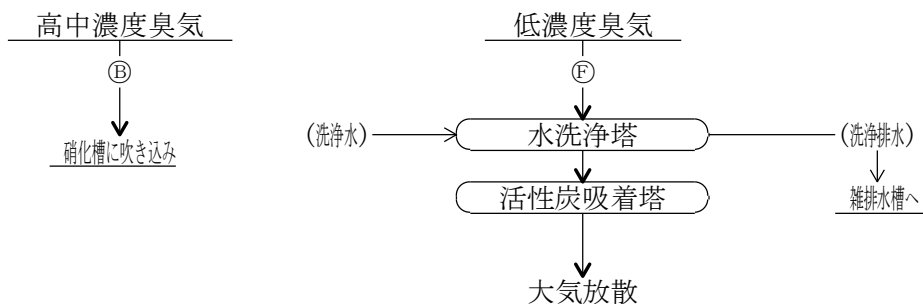 高中濃度臭気
低濃度臭気
Ⓑ
Ⓕ
硝化槽に吹き込み
(洗浄水)
水洗浄塔
(洗浄排水)
活性炭吸着塔
雑排水槽へ
大気放散